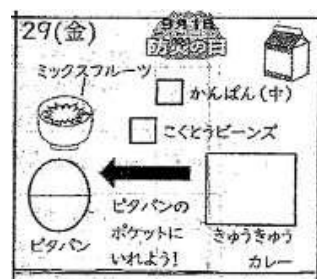 29(金)
9月1日
防災の日
ミックスフルーツ
かんぱん(中)
こくとうビーンズ
ピタパンの
ポケットに
いれよう!
ピタパン
きゅうきゅう
カレー